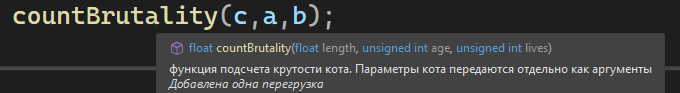 countBrutality(c,a,b);
float countBrutality(float length, unsigned int age, unsigned int lives)
функция подсчета крутости кота. Параметры кота передаются отдельно как аргументы
Добавлена одна перегрузка